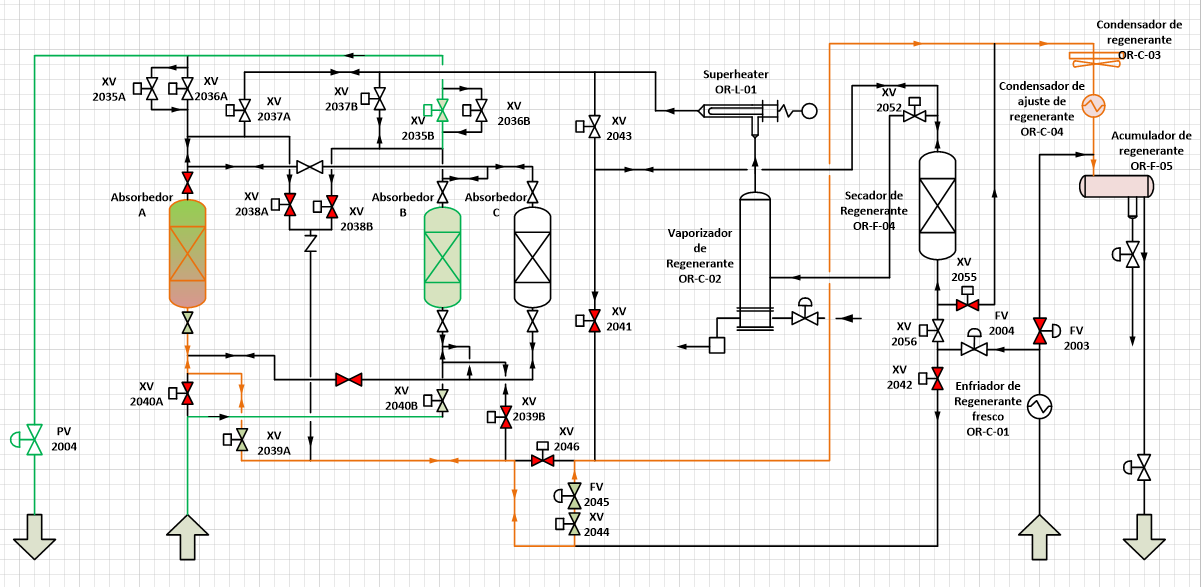 Condensador de
regenerante
OR-C-03
Superheater
OR-L-01
XV
2035A
XV
2036A
XV
2037A
XV
2037B
XV
2035B
XV
2036B
XV
2043
XV
2052
Condensador de
ajuste de
regenerante
OR-C-04
Acumulador de
regenerante
OR-F-05
Absorbedor
A
XV
2038A
XV
2038B
Absorbedor
B
Absorbedor
C
Secador de
Regenerante
OR-F-04
Vaporizador
de
Regenerante
OR-C-02
XV
2055
XV
2041
XV
2056
FV
2004
FV
2003
XV
2042
XV
2040A
XV
2040B
XV
2039B
Enfriador de
Regenerante
fresco
OR-C-01
PV
2004
XV
2039A
XV
2046
FV
2045
XV
2044